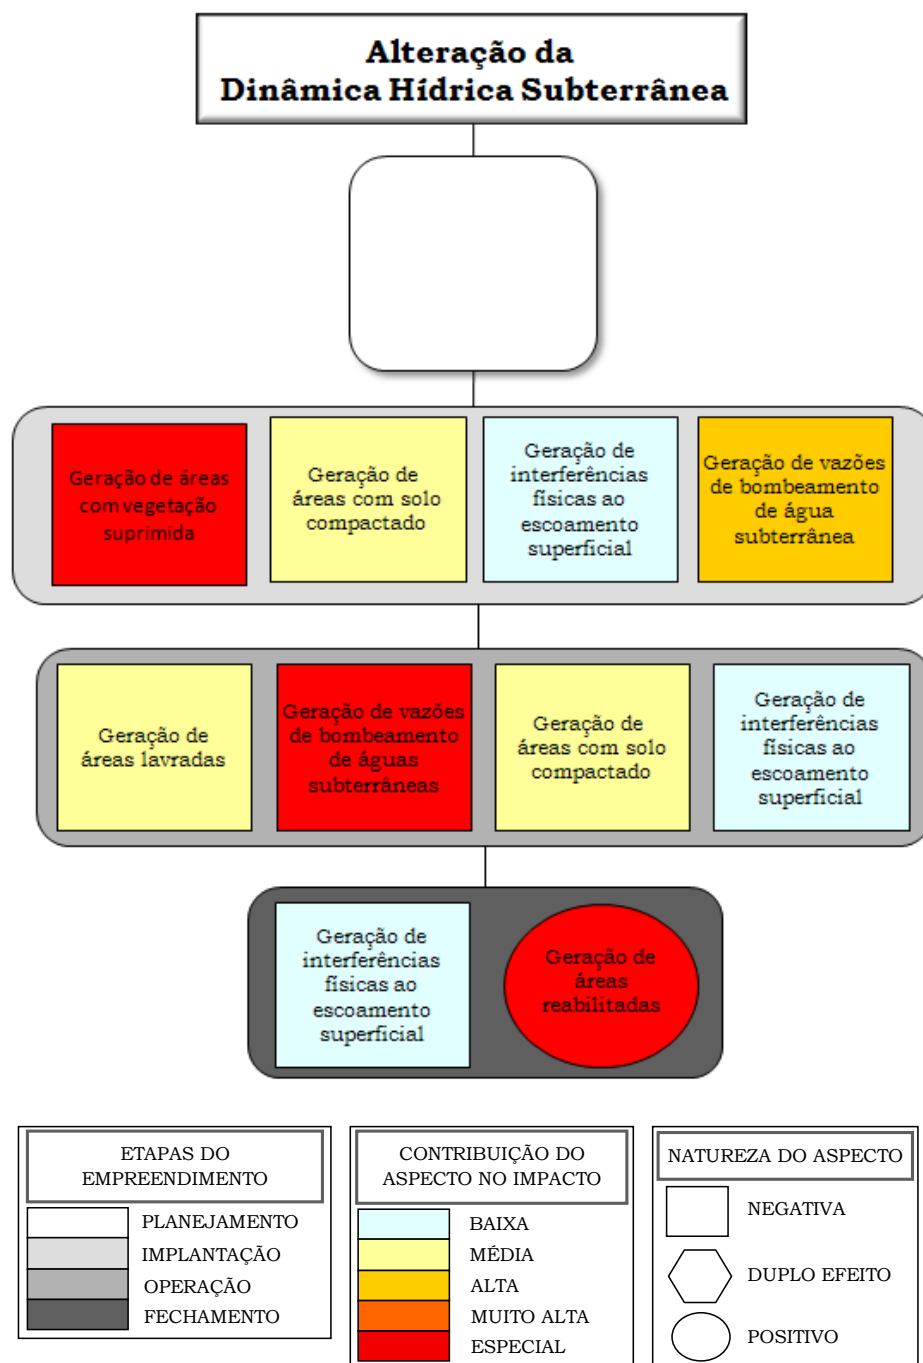 Alteração da
Dinâmica Hídrica Subterrânea
Geração de áreas
com vegetação
suprimida
Geração de
áreas com solo
compactado
Geração de
interferências
físicas ao
escoamento
superficial
Geração de vazões
de bombeamento
de água
subterrânea
Geração de
áreas lavradas
Geração de vazões
de bombeamento
de águas
subterrâneas
Geração de
áreas com solo
compactado
Geração de
interferências
físicas ao
escoamento
superficial
Geração de
interferências
físicas ao
escoamento
superficial
Geração de
áreas
reabilitadas
ETAPAS DO
EMPREENDIMENTO
PLANEJAMENTO
IMPLANTAÇÃO
OPERAÇÃO
FECHAMENTO
CONTRIBUIÇÃO DO
ASPECTO NO IMPACTO
BAIXA
MÉDIA
ALTA
MUITO ALTA
ESPECIAL
NATUREZA DO ASPECTO
NEGATIVA
DUPLO EFEITO
POSITIVO